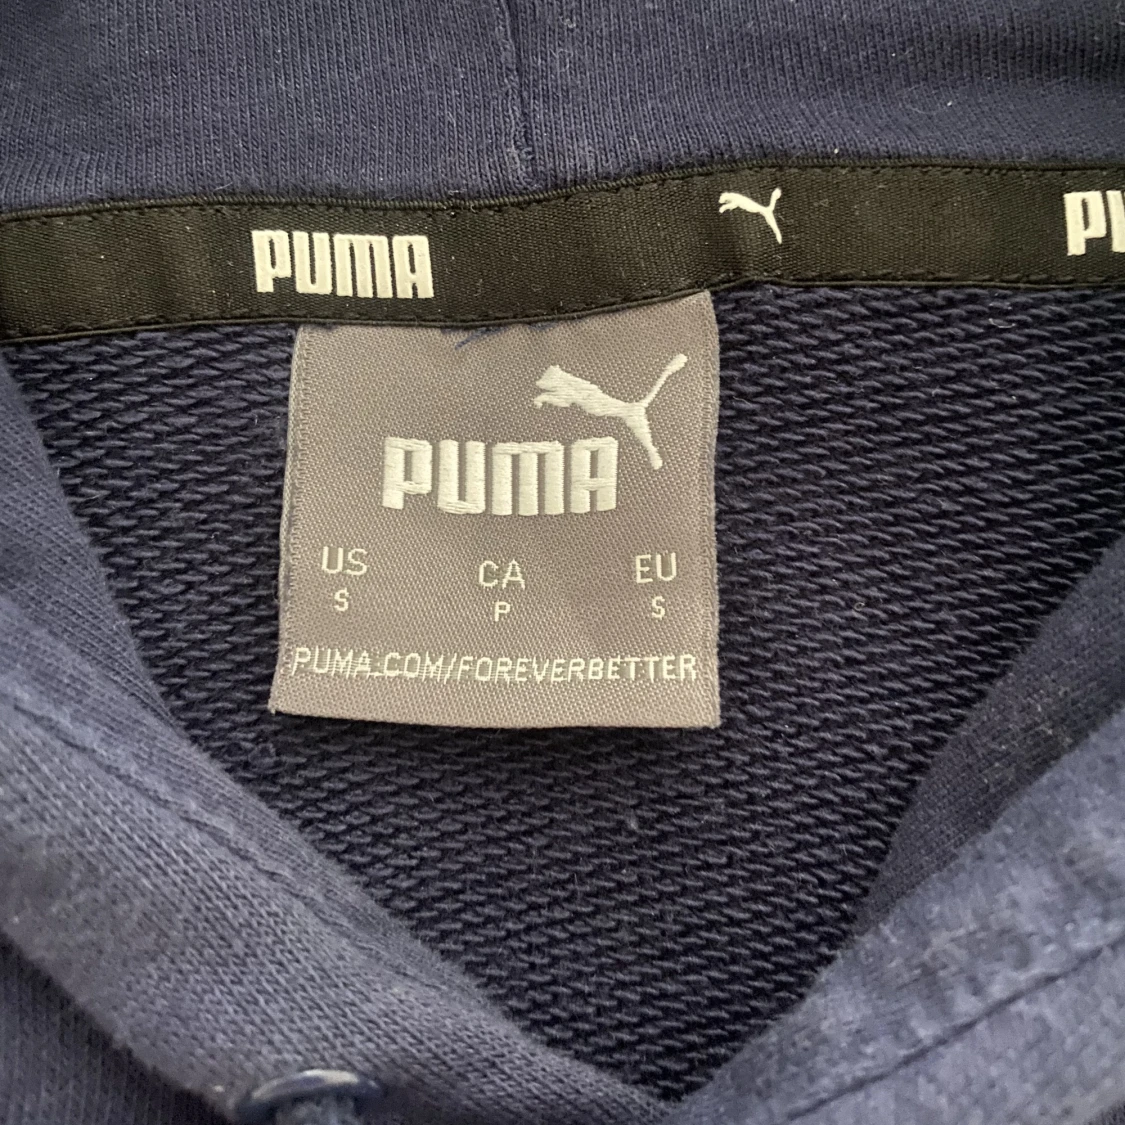 PUMA
PUMA
US CA EU
S P S
PUMA.COM/FOREVERBETTER